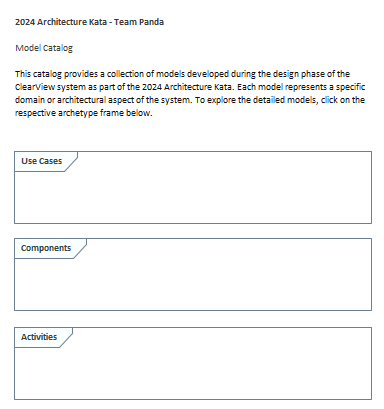 2024 Architecture Kata - Team Panda
Model Catalog
This catalog provides a collection of models developed during the design phase of the
ClearView system as part of the 2024 Architecture Kata. Each model represents a specific
domain or architectural aspect of the system. To explore the detailed models, click on the
respective archetype frame below.
Use Cases
Components
Activities